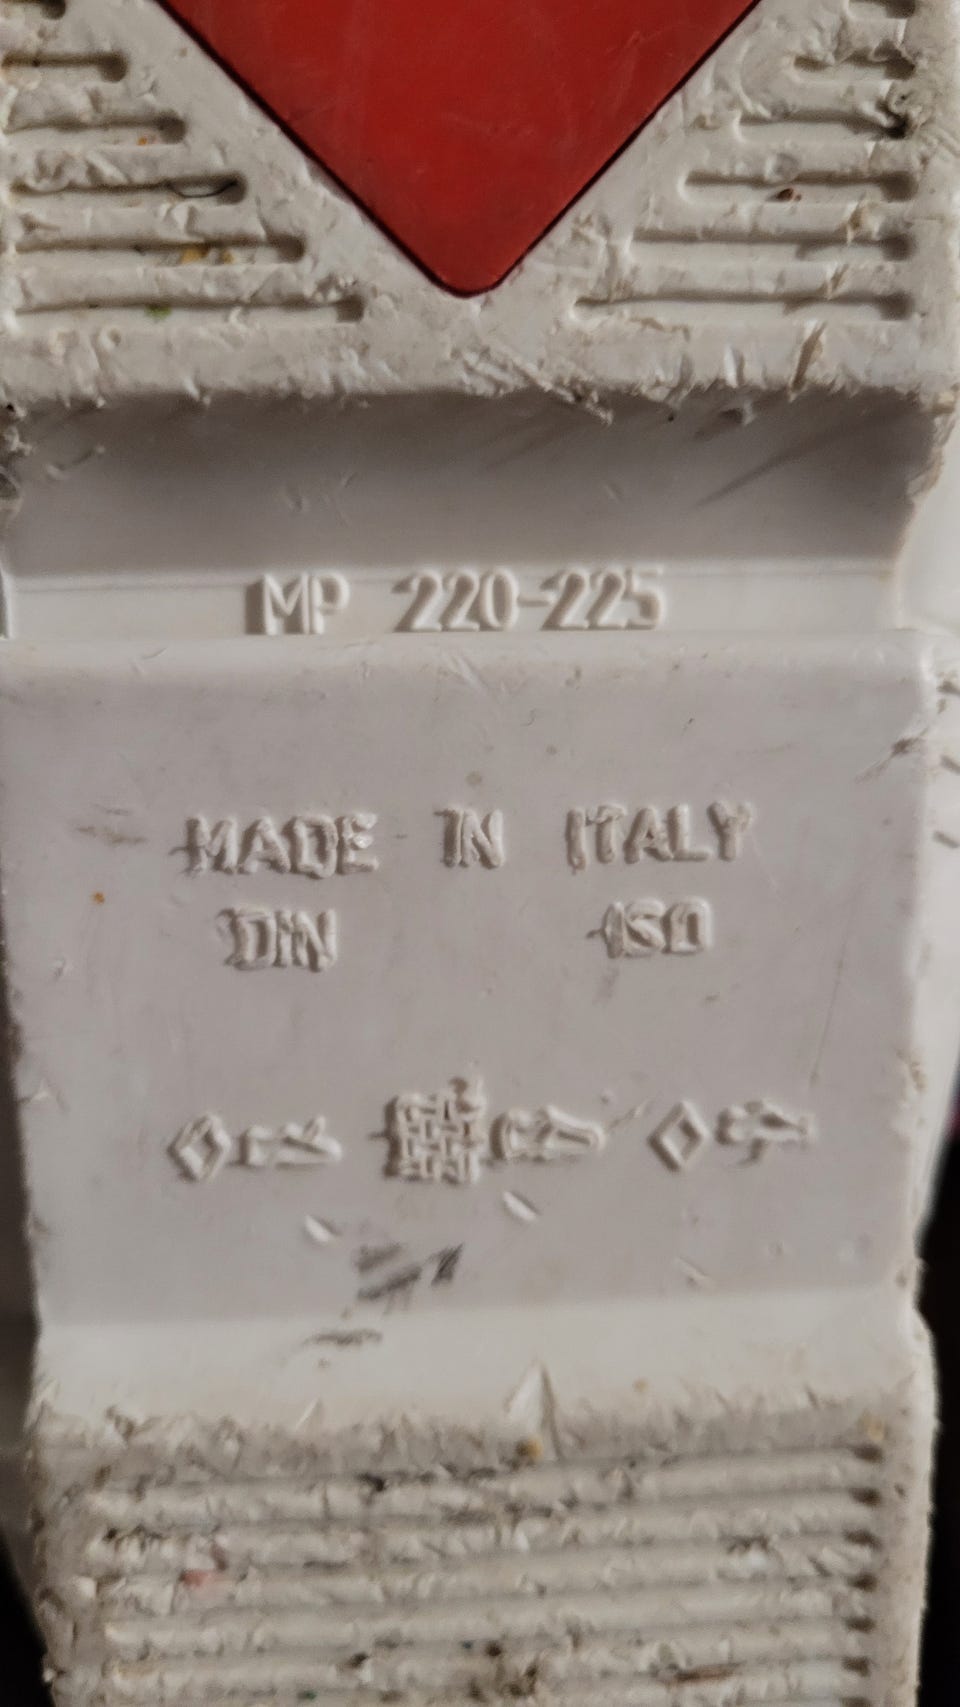 MP 220-225
MADE IN ITALY
DIN ISO